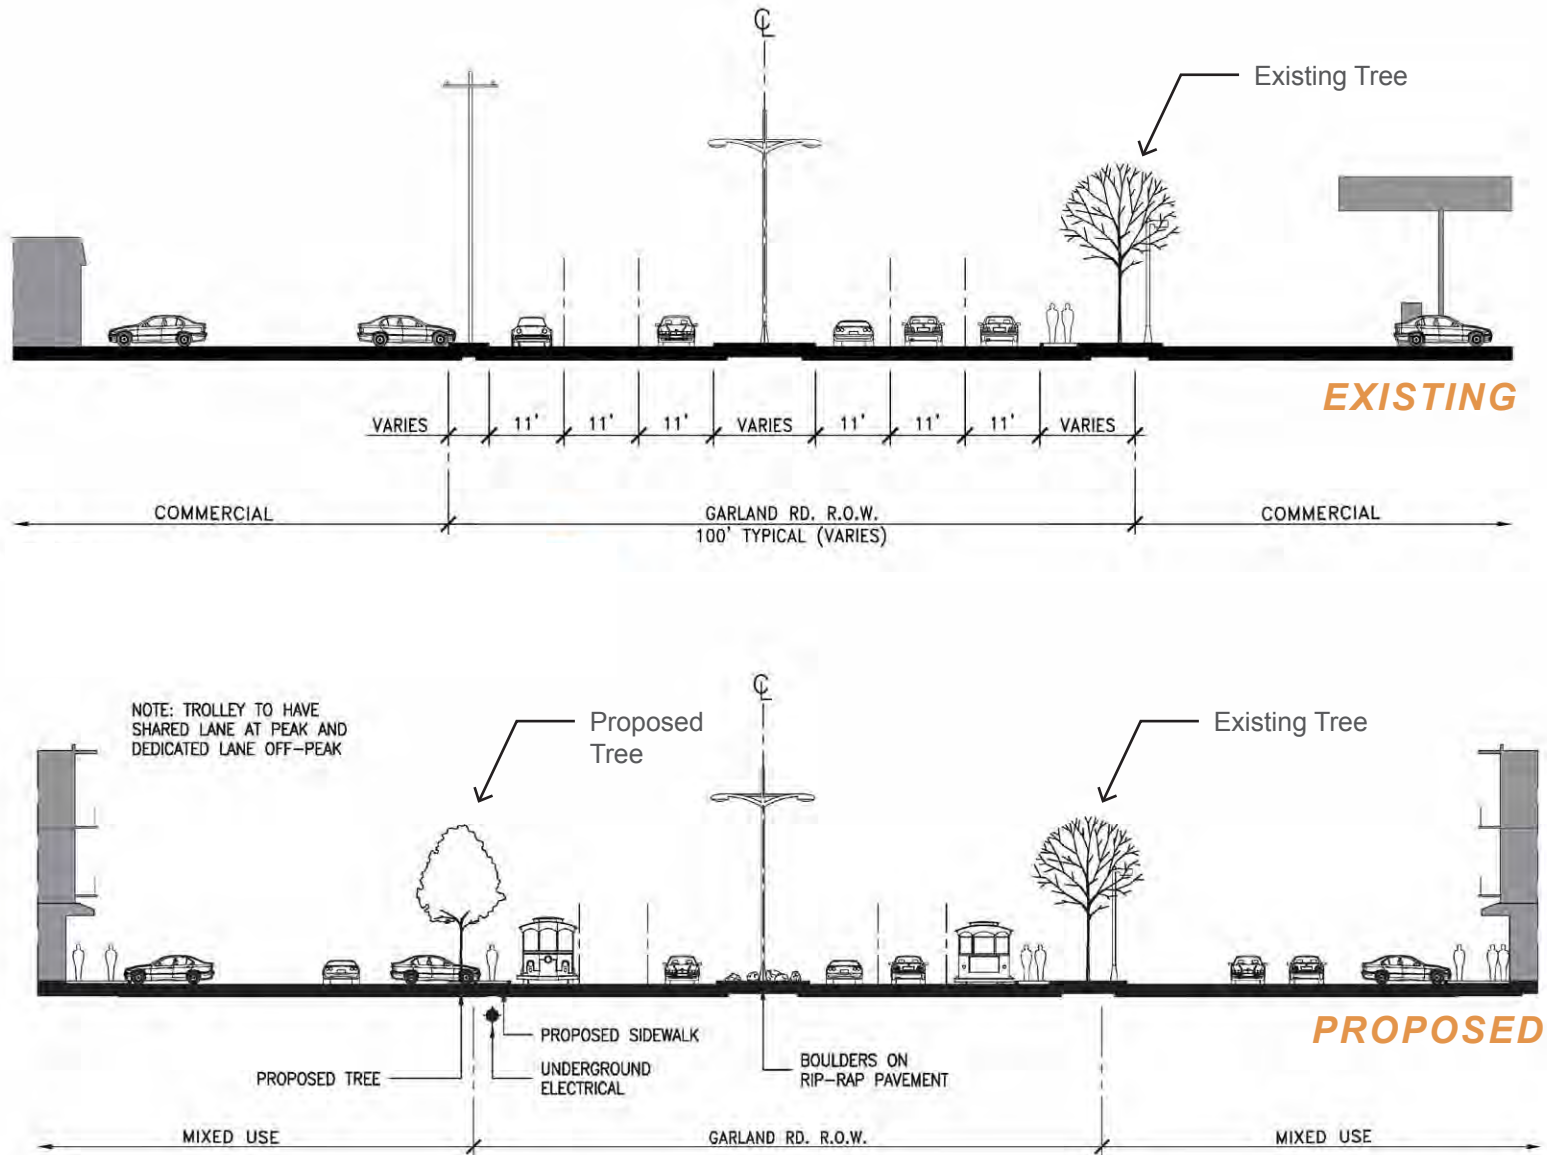 CL
Existing Tree
EXISTING
VARIES 11' 11' 11' VARIES 11' 11' 11' VARIES
COMMERCIAL GARLAND RD. R.O.W. COMMERCIAL
100' TYPICAL (VARIES)
CL
NOTE: TROLLEY TO HAVE
SHARED LANE AT PEAK AND
DEDICATED LANE OFF-PEAK
Proposed
Tree
Existing Tree
PROPOSED
PROPOSED SIDEWALK
UNDERGROUND
ELECTRICAL
PROPOSED TREE
BOULDERS ON
RIP-RAP PAVEMENT
MIXED USE GARLAND RD. R.O.W. MIXED USE